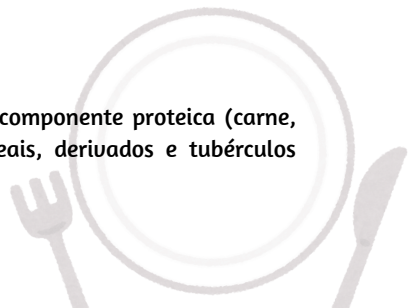 componente proteica (carne,
eais, derivados e tubérculos